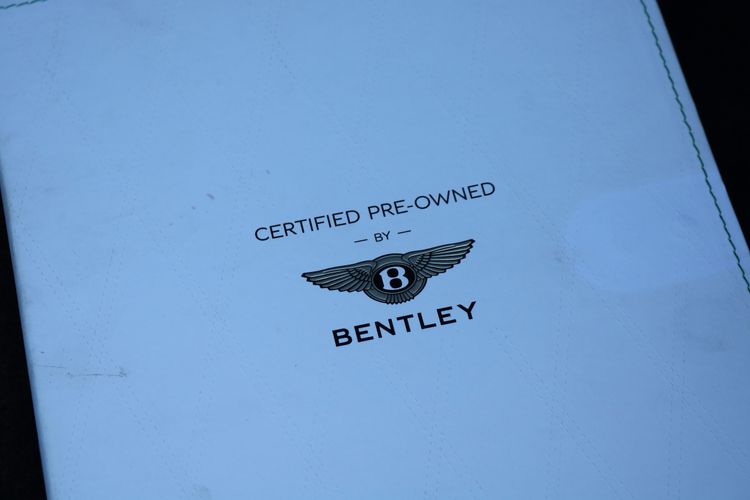 CERTIFIED PRE-OWNED
— BY —
B
BENTLEY